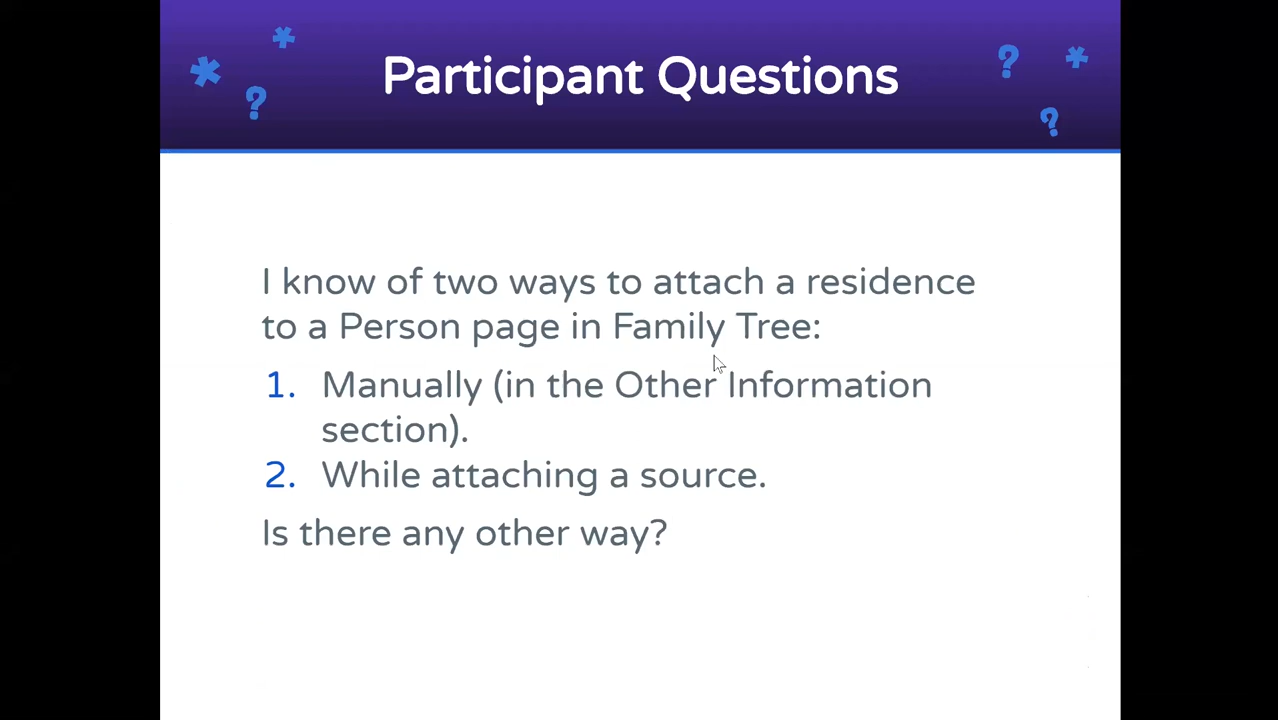 Participant Questions
I know of two ways to attach a residence
to a Person page in Family Tree:
1. Manually (in the Other Information
section).
2. While attaching a source.
Is there any other way?